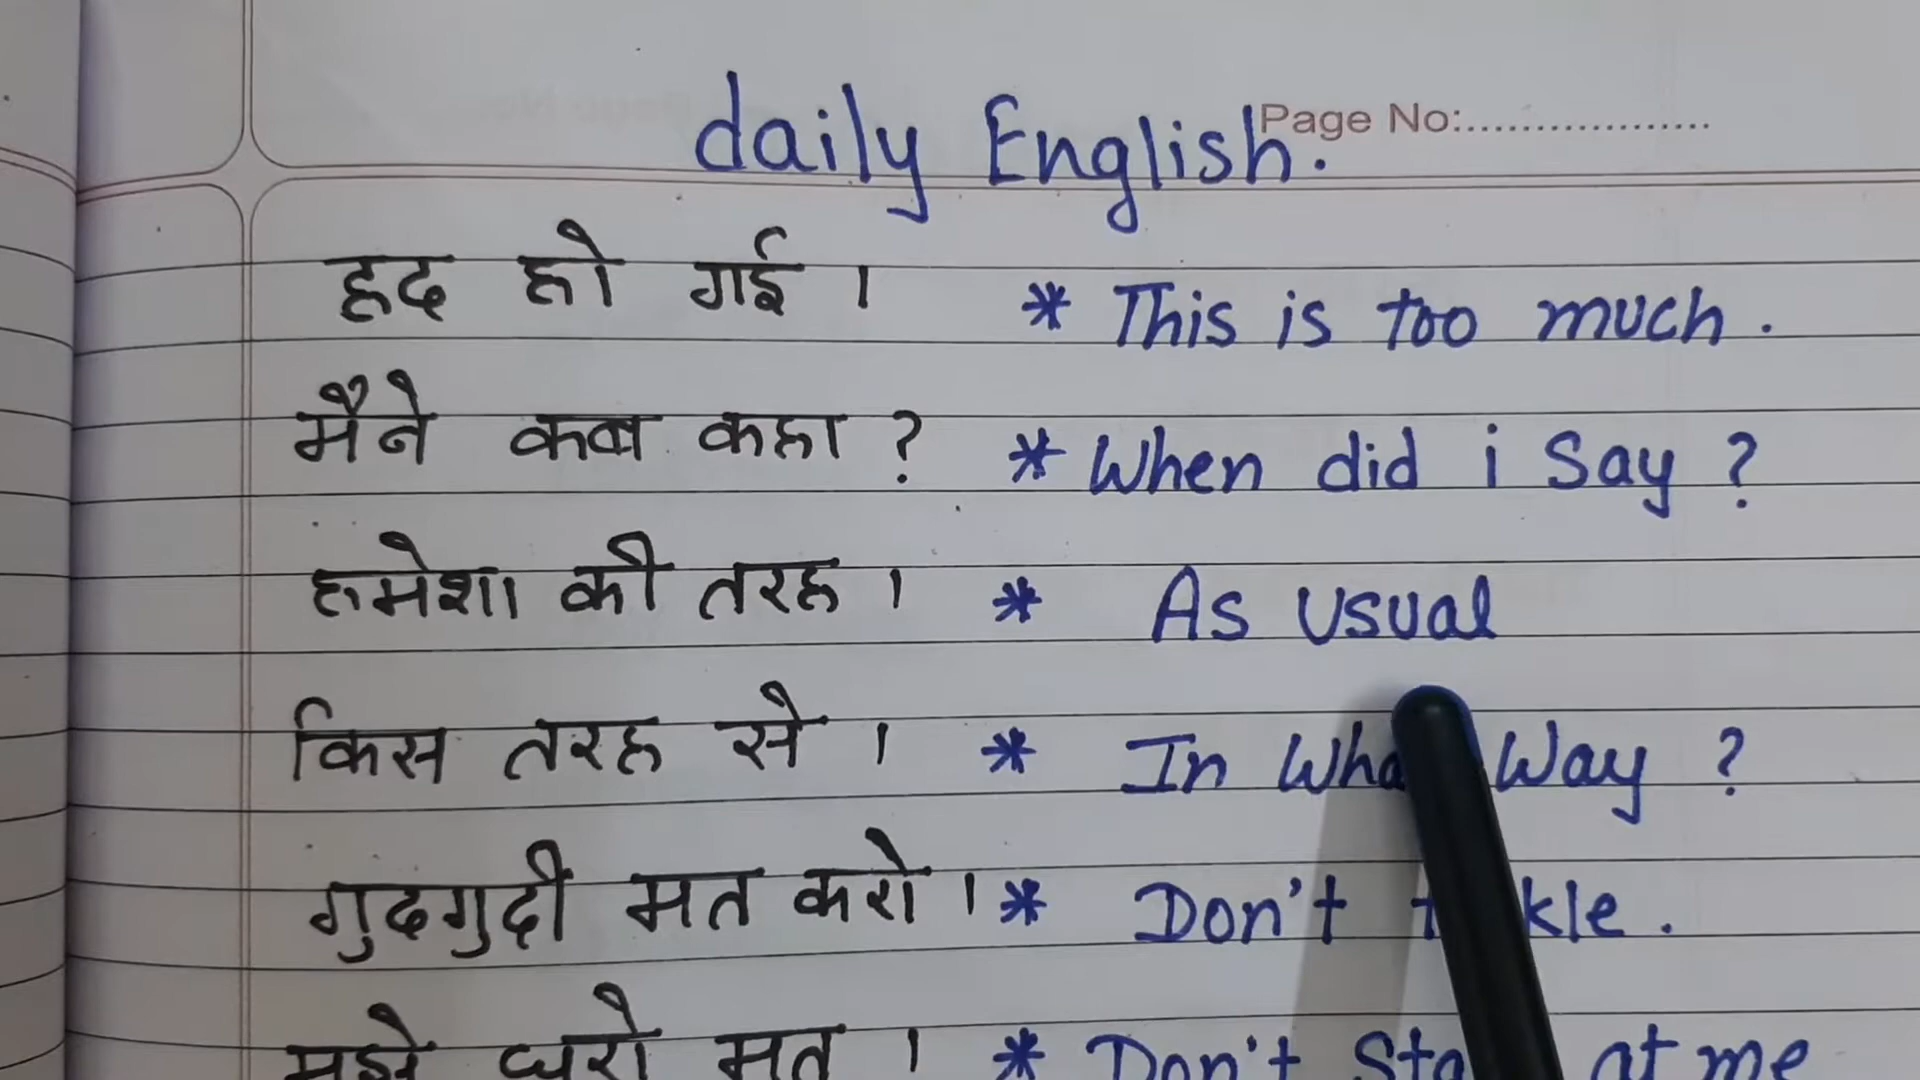 daily English.
Page No:..................
हद हो गई । * This is too much.
मैने कब कहा ? * When did i Say ?
हमेशा की तरह । * As usual
किस तरह से । * In Way ?
गुदगुदी मत करो । * Don't
मुझे घूरो मत । * Don't at me